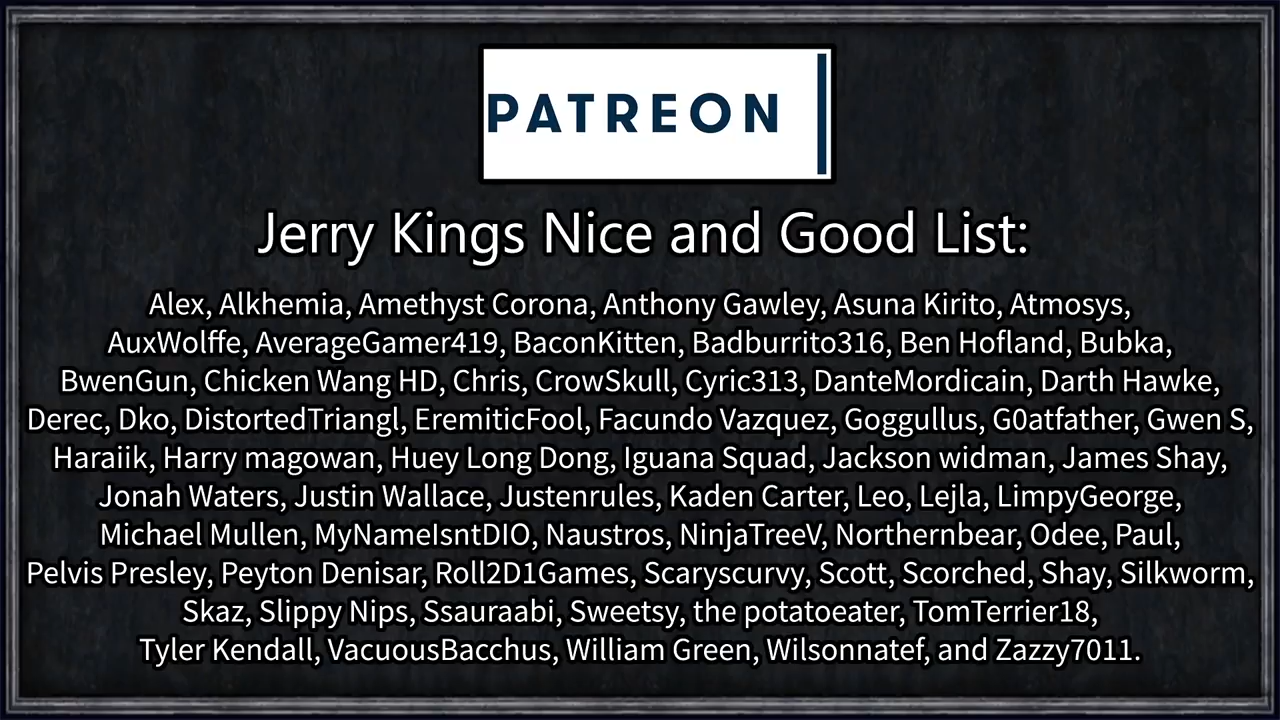 PATREON
Jerry Kings Nice and Good List:
Alex, Alkhemia, Amethyst Corona, Anthony Gawley, Asuna Kirito, Atmosys,
AuxWolffe, AverageGamer419, BaconKitten, Badburrito316, Ben Hofland, Bubka,
BwenGun, Chicken Wang HD, Chris, CrowSkull, Cyric313, DanteMordicain, Darth Hawke,
Derec, Dko, DistortedTriangl, EremiticFool, Facundo Vazquez, Goggullus, G0atfather, Gwen S,
Haraiik, Harry magowan, Huey Long Dong, Iguana Squad, Jackson widman, James Shay,
Jonah Waters, Justin Wallace, Justenrules, Kaden Carter, Leo, Lejla, LimpyGeorge,
Michael Mullen, MyNameIsntDIO, Naustros, NinjaTreeV, Northernbear, Odee, Paul,
Pelvis Presley, Peyton Denisar, Roll2D1Games, Scaryscurvy, Scott, Scorched, Shay, Silkworm,
Skaz, Slippy Nips, Ssauraabi, Sweetsy, the potatoeater, TomTerrier18,
Tyler Kendall, VacuousBacchus, William Green, Wilsonnatef, and Zazzy7011.